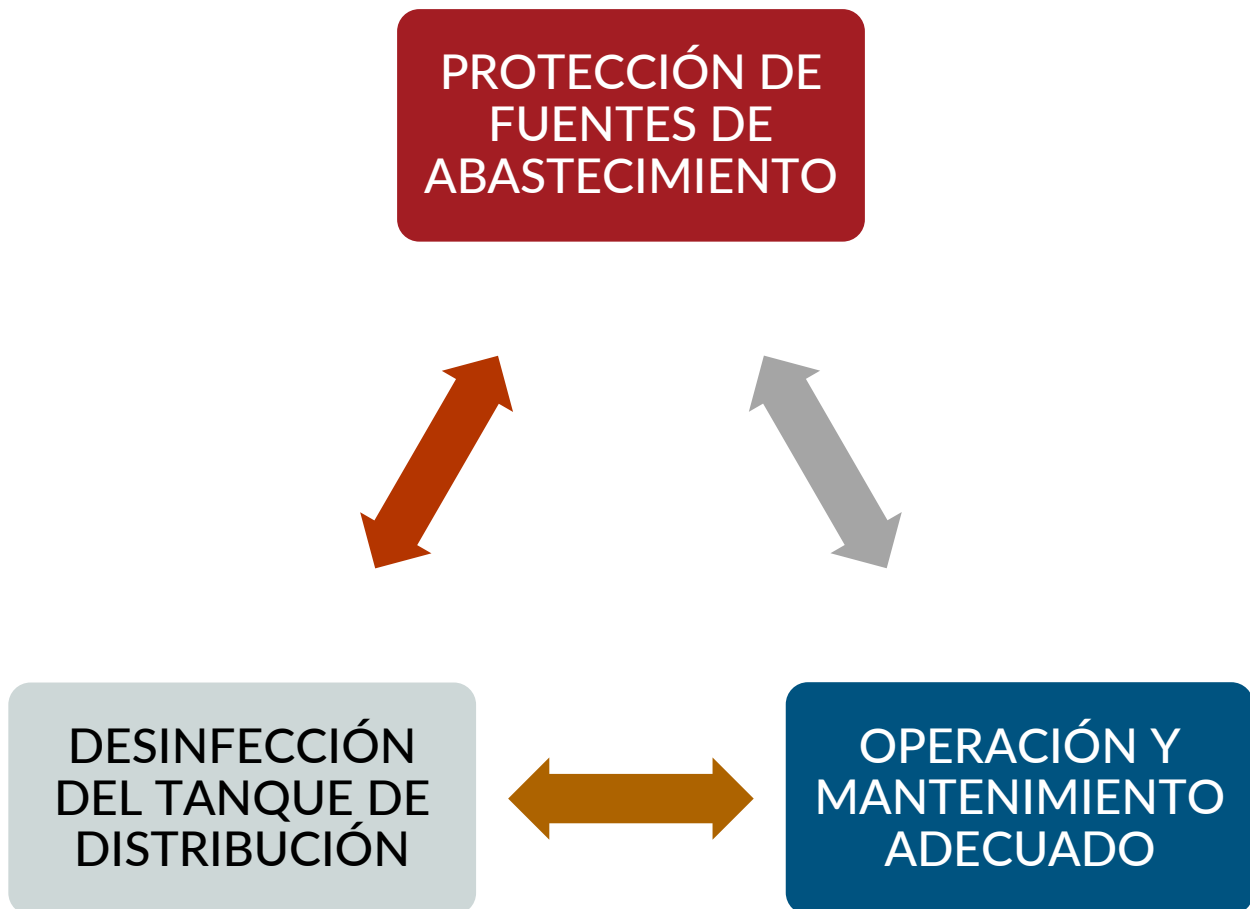 PROTECCIÓN DE
FUENTES DE
ABASTECIMIENTO
DESINFECCIÓN
DEL TANQUE DE
DISTRIBUCIÓN
OPERACIÓN Y
MANTENIMIENTO
ADECUADO